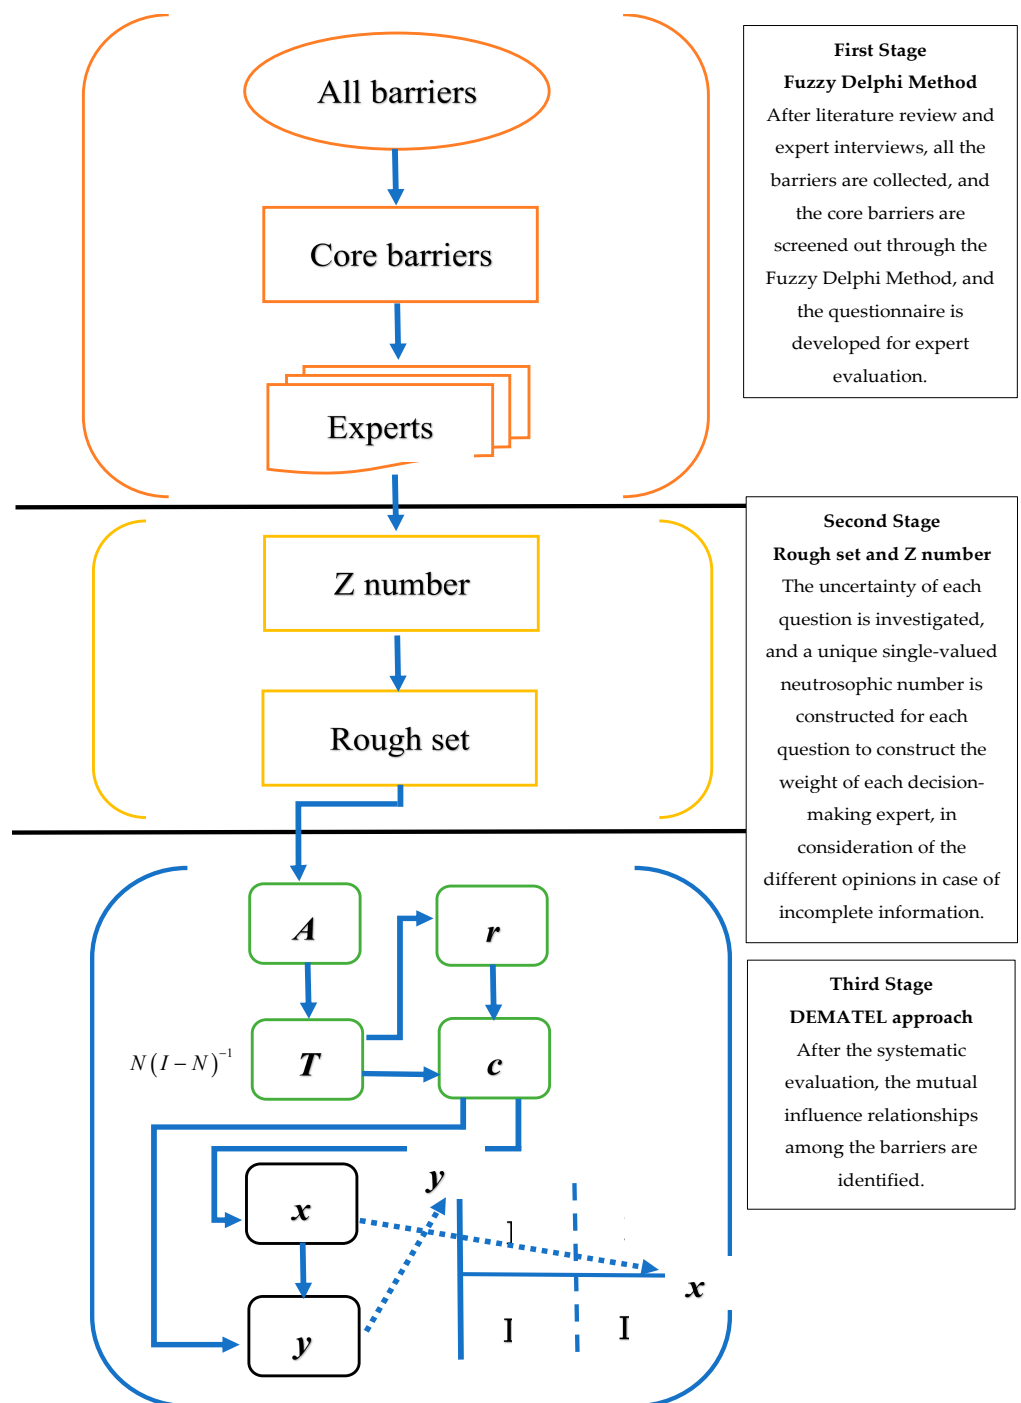 All barriers
Core barriers
Experts
First Stage
Fuzzy Delphi Method
After literature review and
expert interviews, all the
barriers are collected, and
the core barriers are
screened out through the
Fuzzy Delphi Method, and
the questionnaire is
developed for expert
evaluation.
Z number
Rough set
Second Stage
Rough set and Z number
The uncertainty of each
question is investigated,
and a unique single-valued
neutrosophic number is
constructed for each
question to construct the
weight of each decision-
making expert, in
consideration of the
different opinions in case of
incomplete information.
A
r
N(I − N)⁻¹
T
c
x
y
y
x
I
I
Third Stage
DEMATEL approach
After the systematic
evaluation, the mutual
influence relationships
among the barriers are
identified.